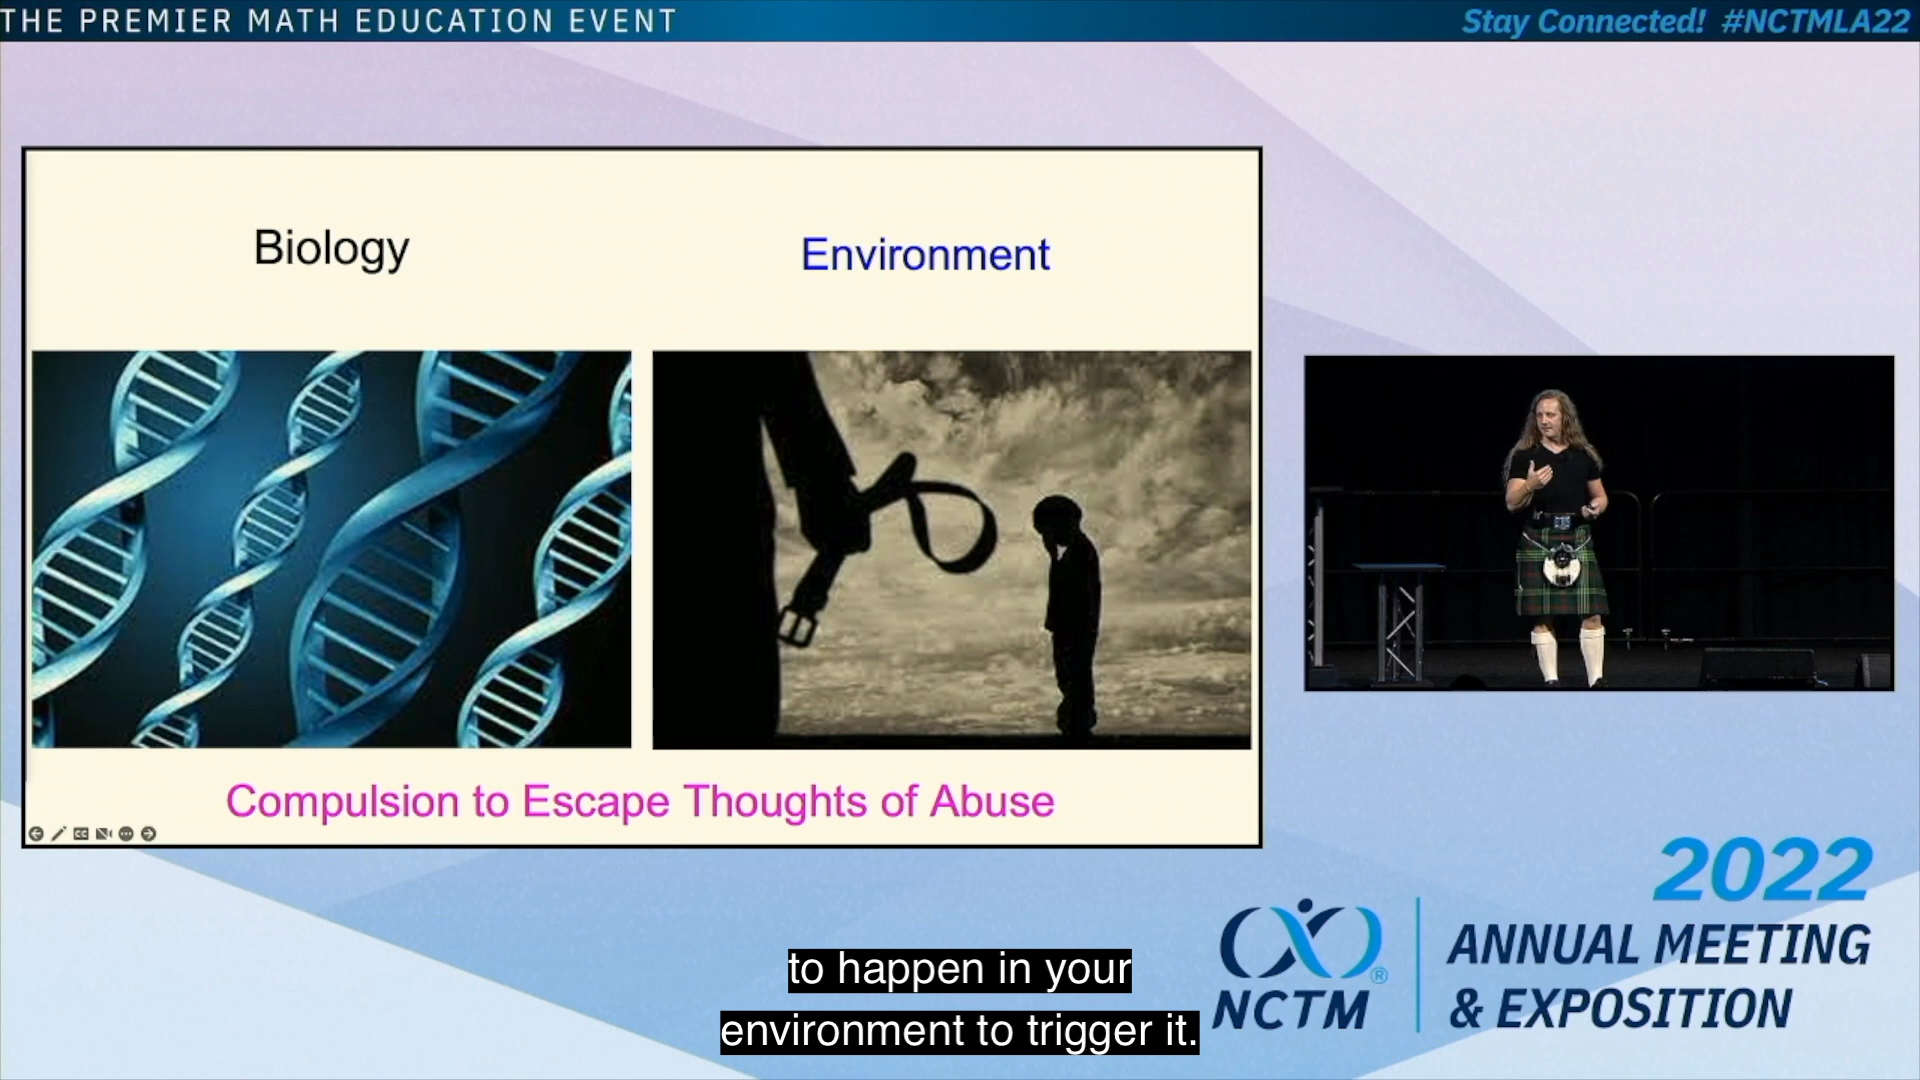 THE PREMIER MATH EDUCATION EVENT
Stay Connected! #NCTMLA22
Biology
Environment
Compulsion to Escape Thoughts of Abuse
CC
2022
ANNUAL MEETING
& EXPOSITION
NCTM®
to happen in your
environment to trigger it.